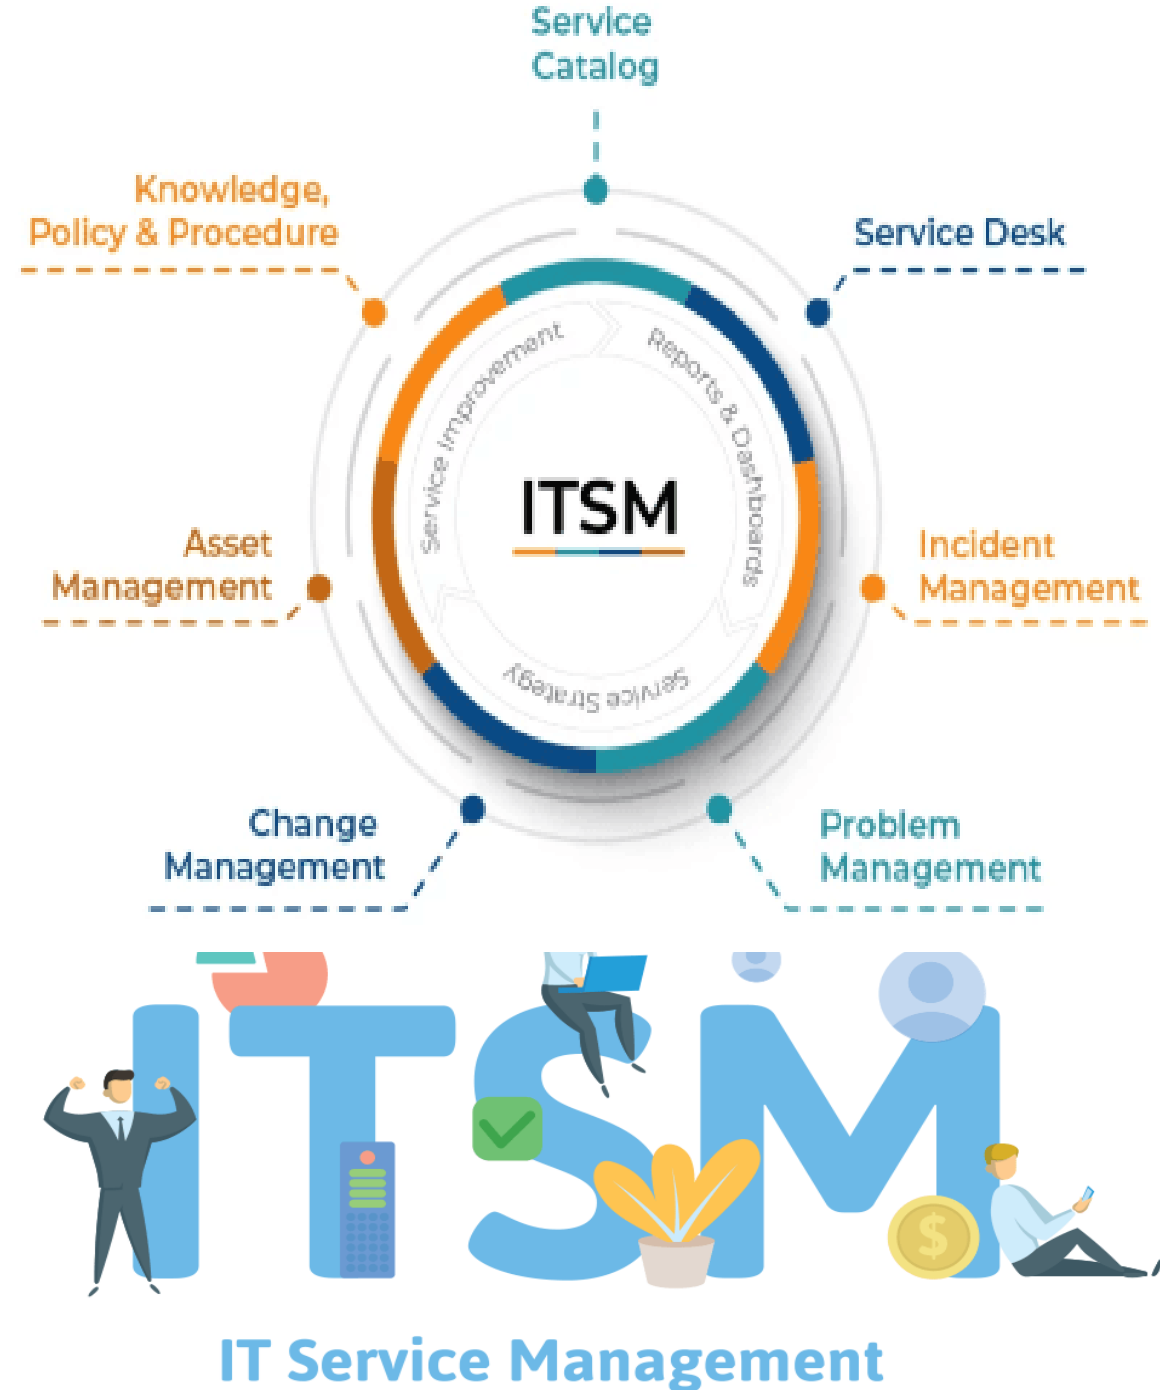 Service
Catalog
Knowledge,
Policy & Procedure
Service Desk
Service Improvement
Reports & Dashboards
ITSM
Service Strategy
Asset
Management
Incident
Management
Change
Management
Problem
Management
ITSM
$
IT Service Management